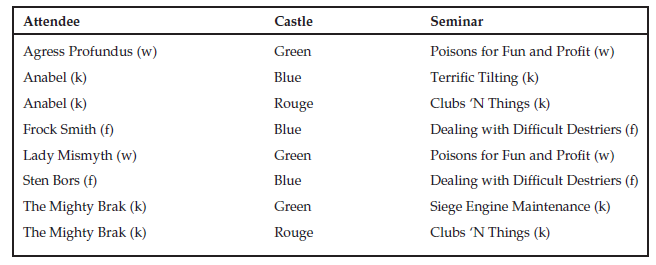 Attendee Castle Seminar
Agress Profundus (w) Green Poisons for Fun and Profit (w)
Anabel (k) Blue Terrific Tilting (k)
Anabel (k) Rouge Clubs ‘N Things (k)
Frock Smith (f) Blue Dealing with Difficult Destriers (f)
Lady Mismyth (w) Green Poisons for Fun and Profit (w)
Sten Bors (f) Blue Dealing with Difficult Destriers (f)
The Mighty Brak (k) Green Siege Engine Maintenance (k)
The Mighty Brak (k) Rouge Clubs ‘N Things (k)